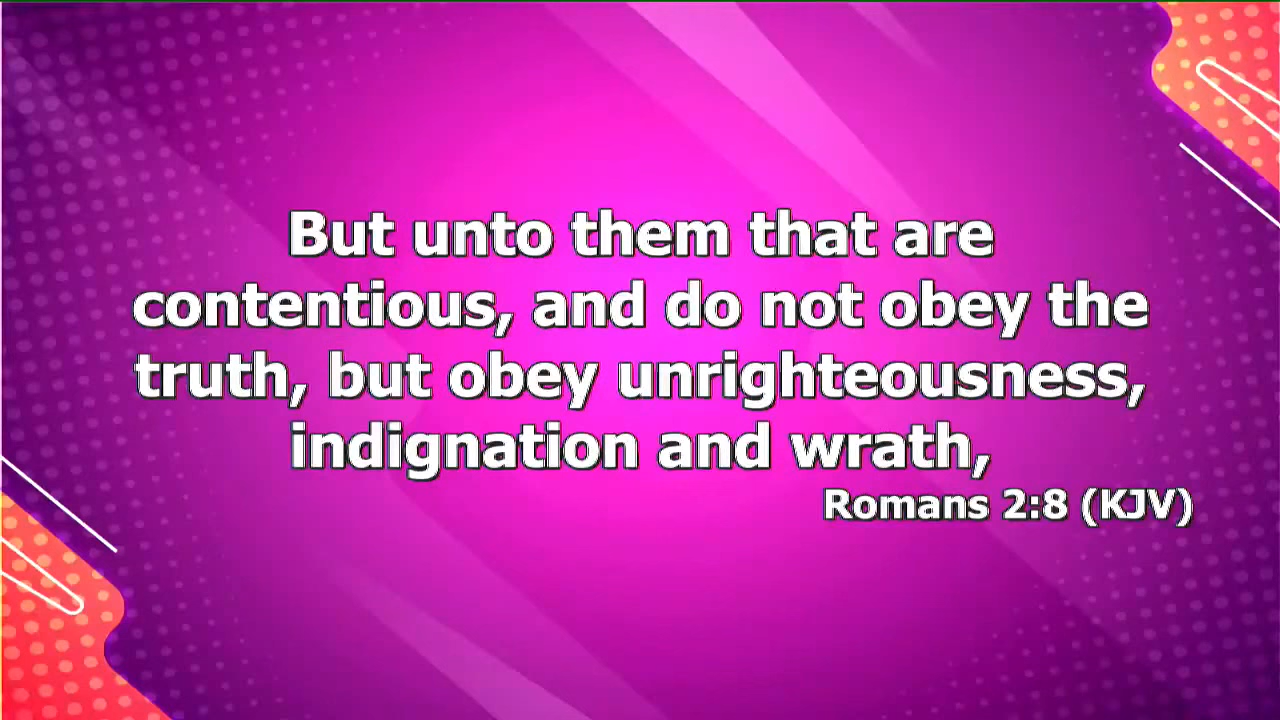 But unto them that are
contentious, and do not obey the
truth, but obey unrighteousness,
indignation and wrath,
Romans 2:8 (KJV)